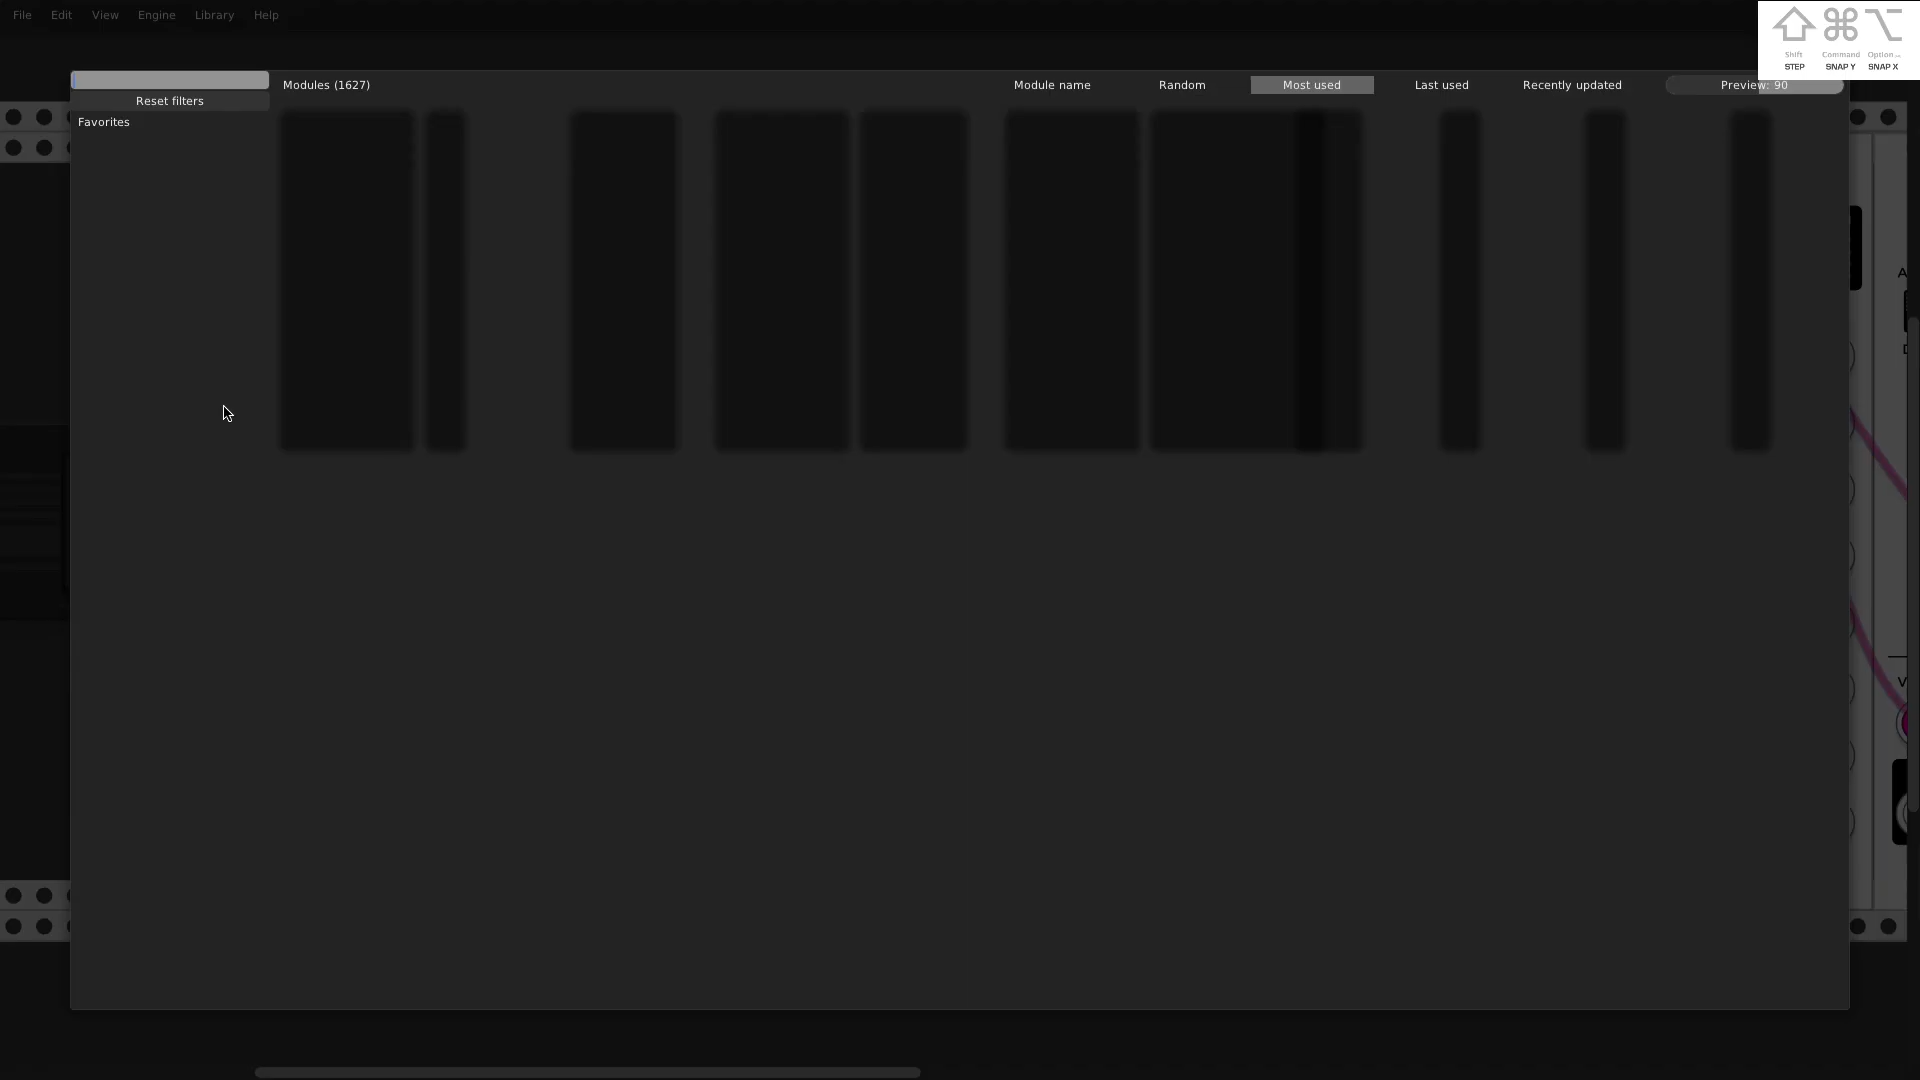 File Edit View Engine Library Help
Shift Command Option
STEP SNAP Y SNAP X
Modules (1627) Module name Random Most used Last used Recently updated Preview: 90
Reset filters
Favorites
A
D
V